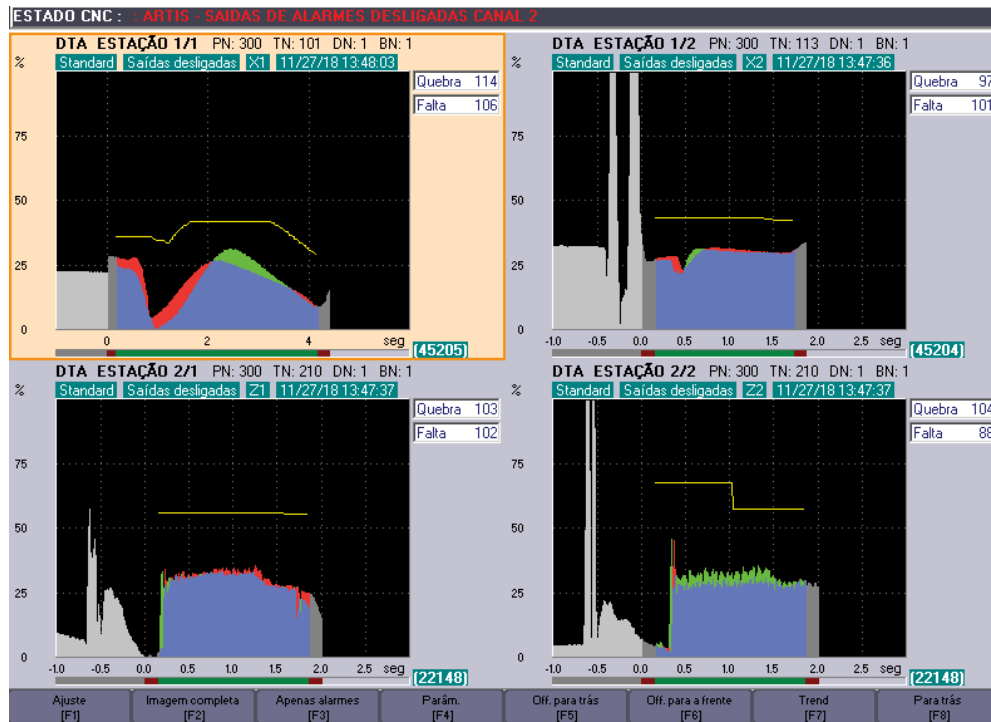 ESTADO CNC : : ARTIS - SAIDAS DE ALARMES DESLIGADAS CANAL 2
DTA ESTAÇÃO 1/1 PN: 300 TN: 101 DN: 1 BN: 1
% Standard Saídas desligadas X1 11/27/18 13:48:03
Quebra 114
Falta 106
75
50
25
0
0 2 4 seg
(45205)
DTA ESTAÇÃO 1/2 PN: 300 TN: 113 DN: 1 BN: 1
% Standard Saídas desligadas X2 11/27/18 13:47:36
Quebra 97
Falta 101
75
50
25
0
-1.0 -0.5 0.0 0.5 1.0 1.5 2.0 2.5 seg
(45204)
DTA ESTAÇÃO 2/1 PN: 300 TN: 210 DN: 1 BN: 1
% Standard Saídas desligadas Z1 11/27/18 13:47:37
Quebra 103
Falta 102
75
50
25
0
-1.0 -0.5 0.0 0.5 1.0 1.5 2.0 2.5 seg
(22148)
DTA ESTAÇÃO 2/2 PN: 300 TN: 210 DN: 1 BN: 1
% Standard Saídas desligadas Z2 11/27/18 13:47:37
Quebra 104
Falta 88
75
50
25
0
-1.0 -0.5 0.0 0.5 1.0 1.5 2.0 2.5 seg
(22148)
Ajuste Imagem completa Apenas alarmes Parâm. Off. para trás Off. para a frente Trend Para trás
[F1] [F2] [F3] [F4] [F5] [F6] [F7] [F8]